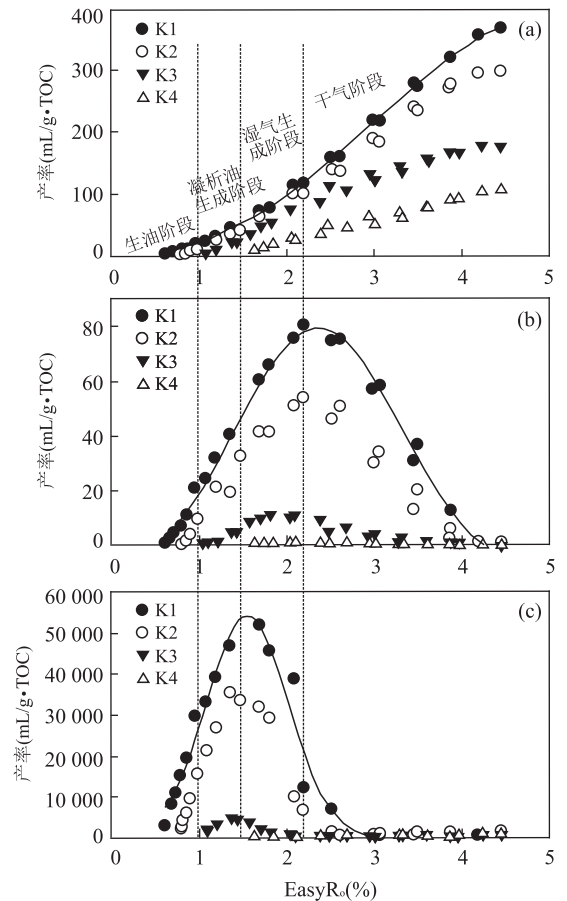 400
(a)
K1
K2
K3
K4
300
200
100
0
产率(mL/g•TOC)
生油阶段
凝析油
生成阶段
湿气生
成阶段
干气阶段
0 1 2 3 4 5
(b)
K1
K2
K3
K4
80
60
40
20
0
产率(mL/g•TOC)
0 1 2 3 4 5
60 000
(c)
K1
K2
K3
K4
50 000
40 000
30 000
20 000
10 000
0
产率(mL/g•TOC)
0 1 2 3 4 5
EasyRₒ(%)